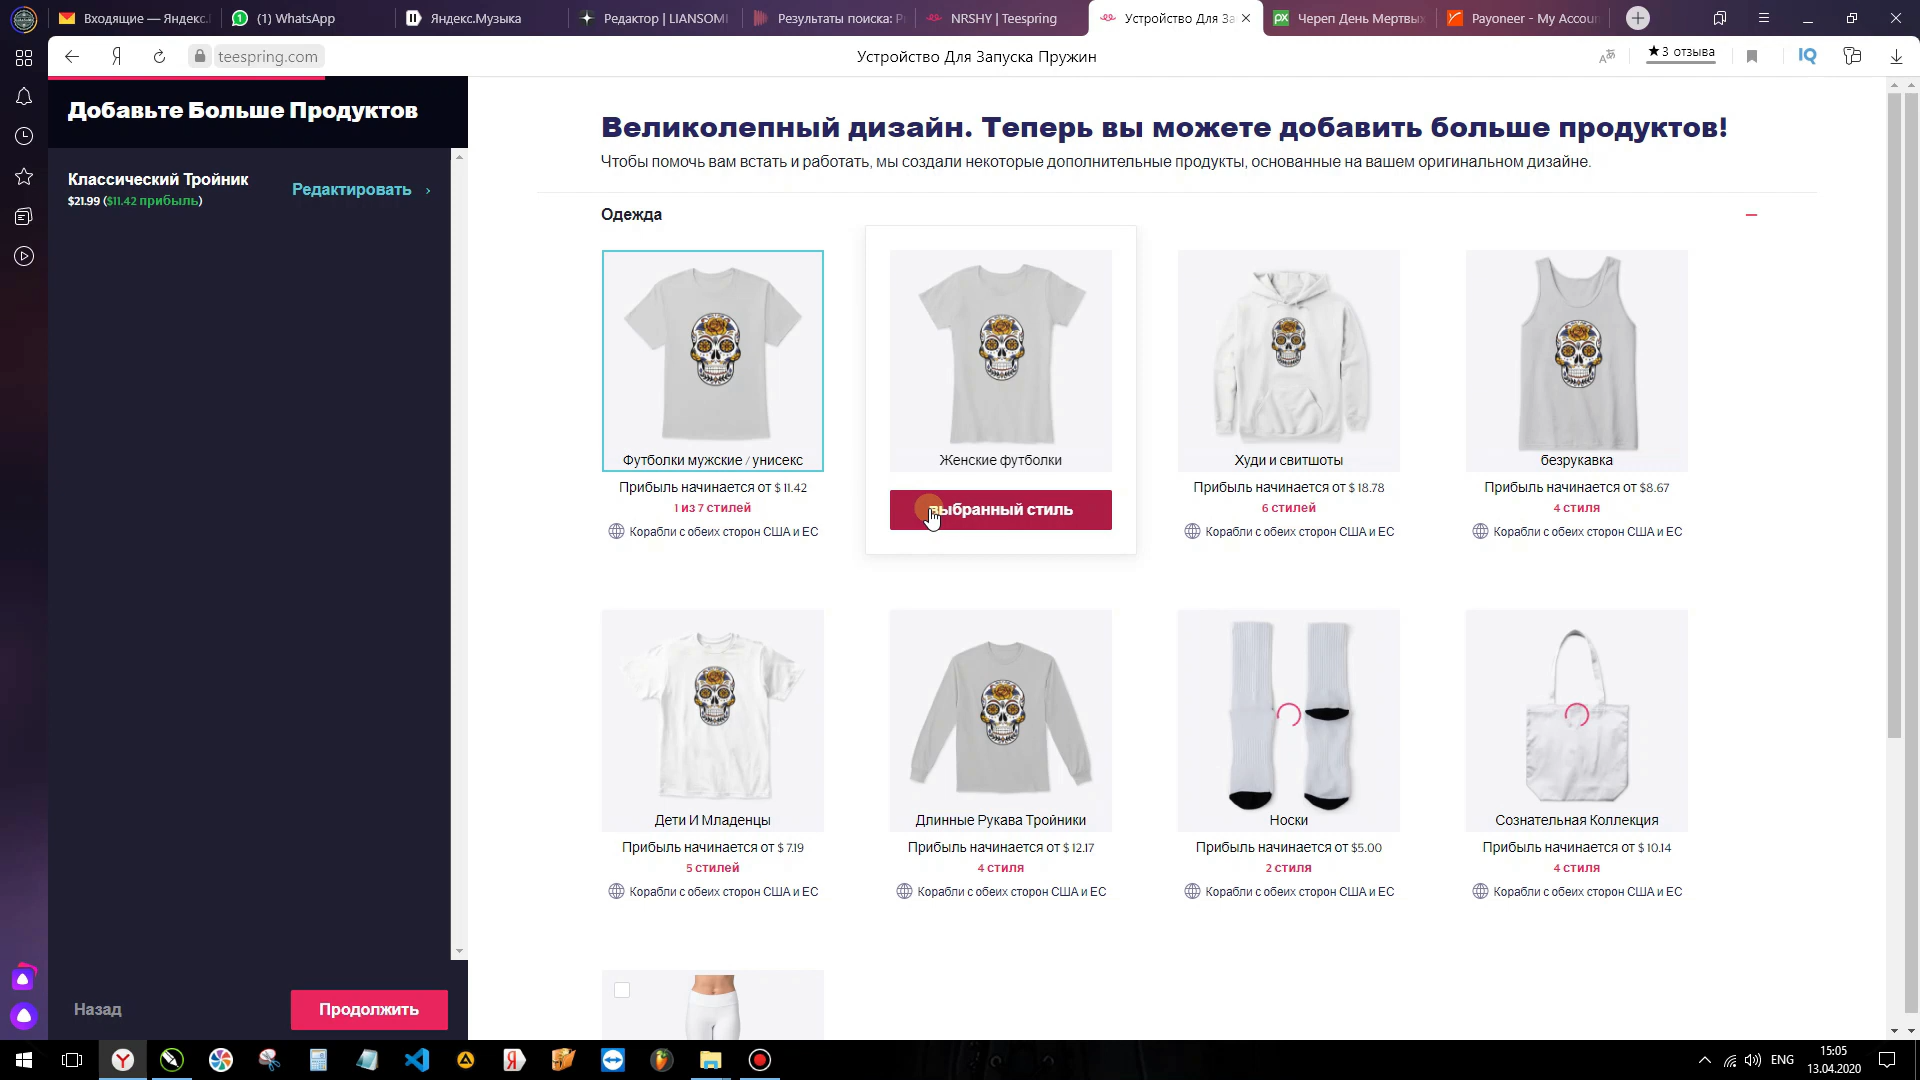 Входящие — Яндекс.
(1) WhatsApp
Яндекс.Музыка
Редактор | LIANSOM
Результаты поиска:
NRSHY | Teespring
Устройство Для За
Череп День Мертвы
Payoneer - My Accoun
teespring.com
Устройство Для Запуска Пружин
★3 отзыва
IQ
Добавьте Больше Продуктов
Классический Тройник
$21.99 ($11.42 прибыль)
Редактировать
Великолепный дизайн. Теперь вы можете добавить больше продуктов!
Чтобы помочь вам встать и работать, мы создали некоторые дополнительные продукты, основанные на вашем оригинальном дизайне.
Одежда
Футболки мужские / унисекс
Прибыль начинается от $ 11.42
1 из 7 стилей
Корабли с обеих сторон США и ЕС
Женские футболки
выбранный стиль
Худи и свитшоты
Прибыль начинается от $ 18.78
6 стилей
Корабли с обеих сторон США и ЕС
безрукавка
Прибыль начинается от $8.67
4 стиля
Корабли с обеих сторон США и ЕС
Дети И Младенцы
Прибыль начинается от $ 7.19
5 стилей
Корабли с обеих сторон США и ЕС
Длинные Рукава Тройники
Прибыль начинается от $ 12.17
4 стиля
Корабли с обеих сторон США и ЕС
Носки
Прибыль начинается от $5.00
2 стиля
Корабли с обеих сторон США и ЕС
Сознательная Коллекция
Прибыль начинается от $ 10.14
4 стиля
Корабли с обеих сторон США и ЕС
Назад
Продолжить
ENG
15:05
13.04.2020